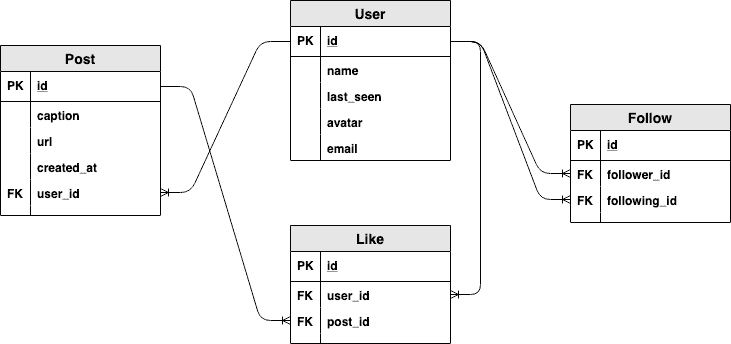 User
PK id
name
last_seen
avatar
email
Post
PK id
caption
url
created_at
FK user_id
Follow
PK id
FK follower_id
FK following_id
Like
PK id
FK user_id
FK post_id